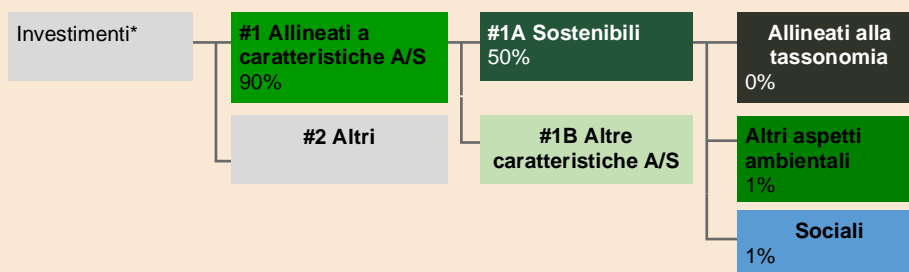 Investimenti*
#1 Allineati a
caratteristiche A/S
90%
#2 Altri
#1A Sostenibili
50%
#1B Altre
caratteristiche A/S
Allineati alla
tassonomia
0%
Altri aspetti
ambientali
1%
Sociali
1%